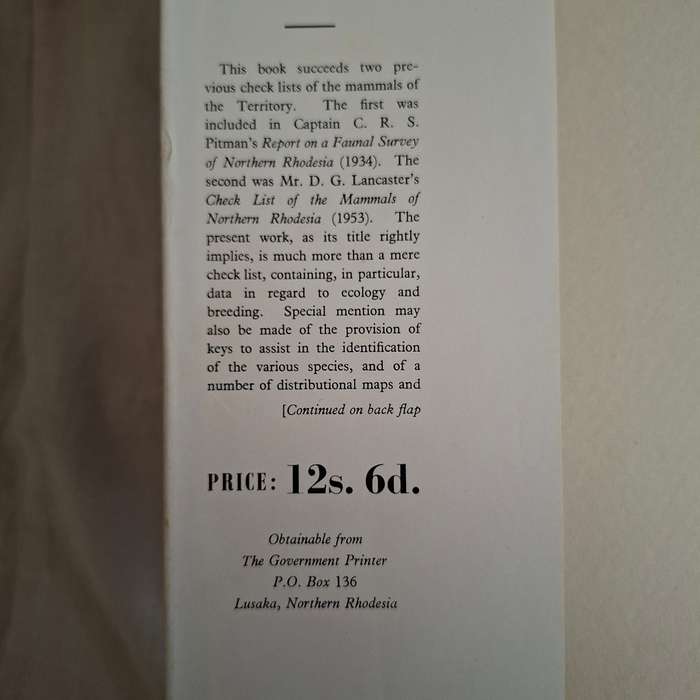 This book succeeds two pre-
vious check lists of the mammals of
the Territory. The first was
included in Captain C. R. S.
Pitman's Report on a Faunal Survey
of Northern Rhodesia (1934). The
second was Mr. D. G. Lancaster's
Check List of the Mammals of
Northern Rhodesia (1953). The
present work, as its title rightly
implies, is much more than a mere
check list, containing, in particular,
data in regard to ecology and
breeding. Special mention may
also be made of the provision of
keys to assist in the identification
of the various species, and of a
number of distributional maps and
[Continued on back flap
PRICE: 12s. 6d.
Obtainable from
The Government Printer
P.O. Box 136
Lusaka, Northern Rhodesia